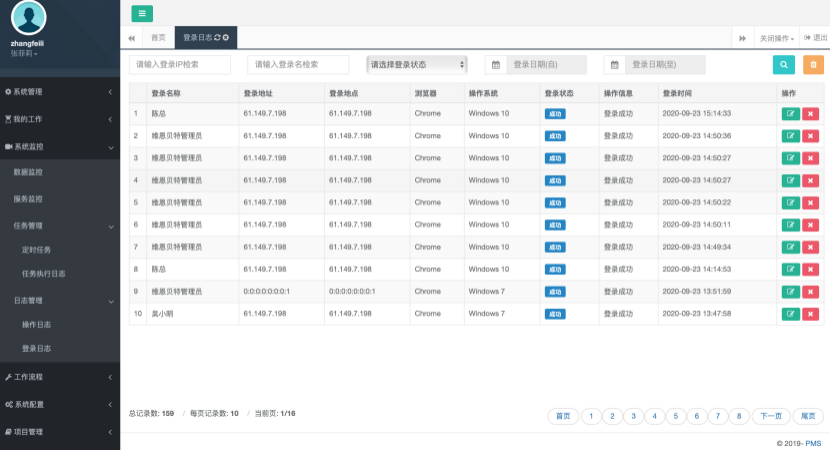 首页
登录日志
关闭操作
退出
zhangfeili
张菲莉
系统管理
我的工作
系统监控
数据监控
服务监控
任务管理
定时任务
任务执行日志
日志管理
操作日志
登录日志
工作流程
系统配置
项目管理
请输入登录IP检索 请输入登录名检索 请选择登录状态 登录日期(自) 登录日期(至)
登录名称 登录地址 登录地点 浏览器 操作系统 登录状态 操作信息 登录时间 操作
1 陈总 61.149.7.198 61.149.7.198 Chrome Windows 10 成功 登录成功 2020-09-23 15:14:33
2 维恩贝特管理员 61.149.7.198 61.149.7.198 Chrome Windows 10 成功 登录成功 2020-09-23 14:50:36
3 维恩贝特管理员 61.149.7.198 61.149.7.198 Chrome Windows 10 成功 登录成功 2020-09-23 14:50:27
4 维恩贝特管理员 61.149.7.198 61.149.7.198 Chrome Windows 10 成功 登录成功 2020-09-23 14:50:27
5 维恩贝特管理员 61.149.7.198 61.149.7.198 Chrome Windows 10 成功 登录成功 2020-09-23 14:50:22
6 维恩贝特管理员 61.149.7.198 61.149.7.198 Chrome Windows 10 成功 登录成功 2020-09-23 14:50:11
7 维恩贝特管理员 61.149.7.198 61.149.7.198 Chrome Windows 10 成功 登录成功 2020-09-23 14:49:34
8 陈总 61.149.7.198 61.149.7.198 Chrome Windows 10 成功 登录成功 2020-09-23 14:14:53
9 维恩贝特管理员 0:0:0:0:0:0:0:1 0:0:0:0:0:0:0:1 Chrome Windows 7 成功 登录成功 2020-09-23 13:51:59
10 吴小明 61.149.7.198 61.149.7.198 Chrome Windows 7 成功 登录成功 2020-09-23 13:47:58
总记录数: 159 / 每页记录数: 10 / 当前页: 1/16
首页 1 2 3 4 5 6 7 8 下一页 尾页
© 2019- PMS